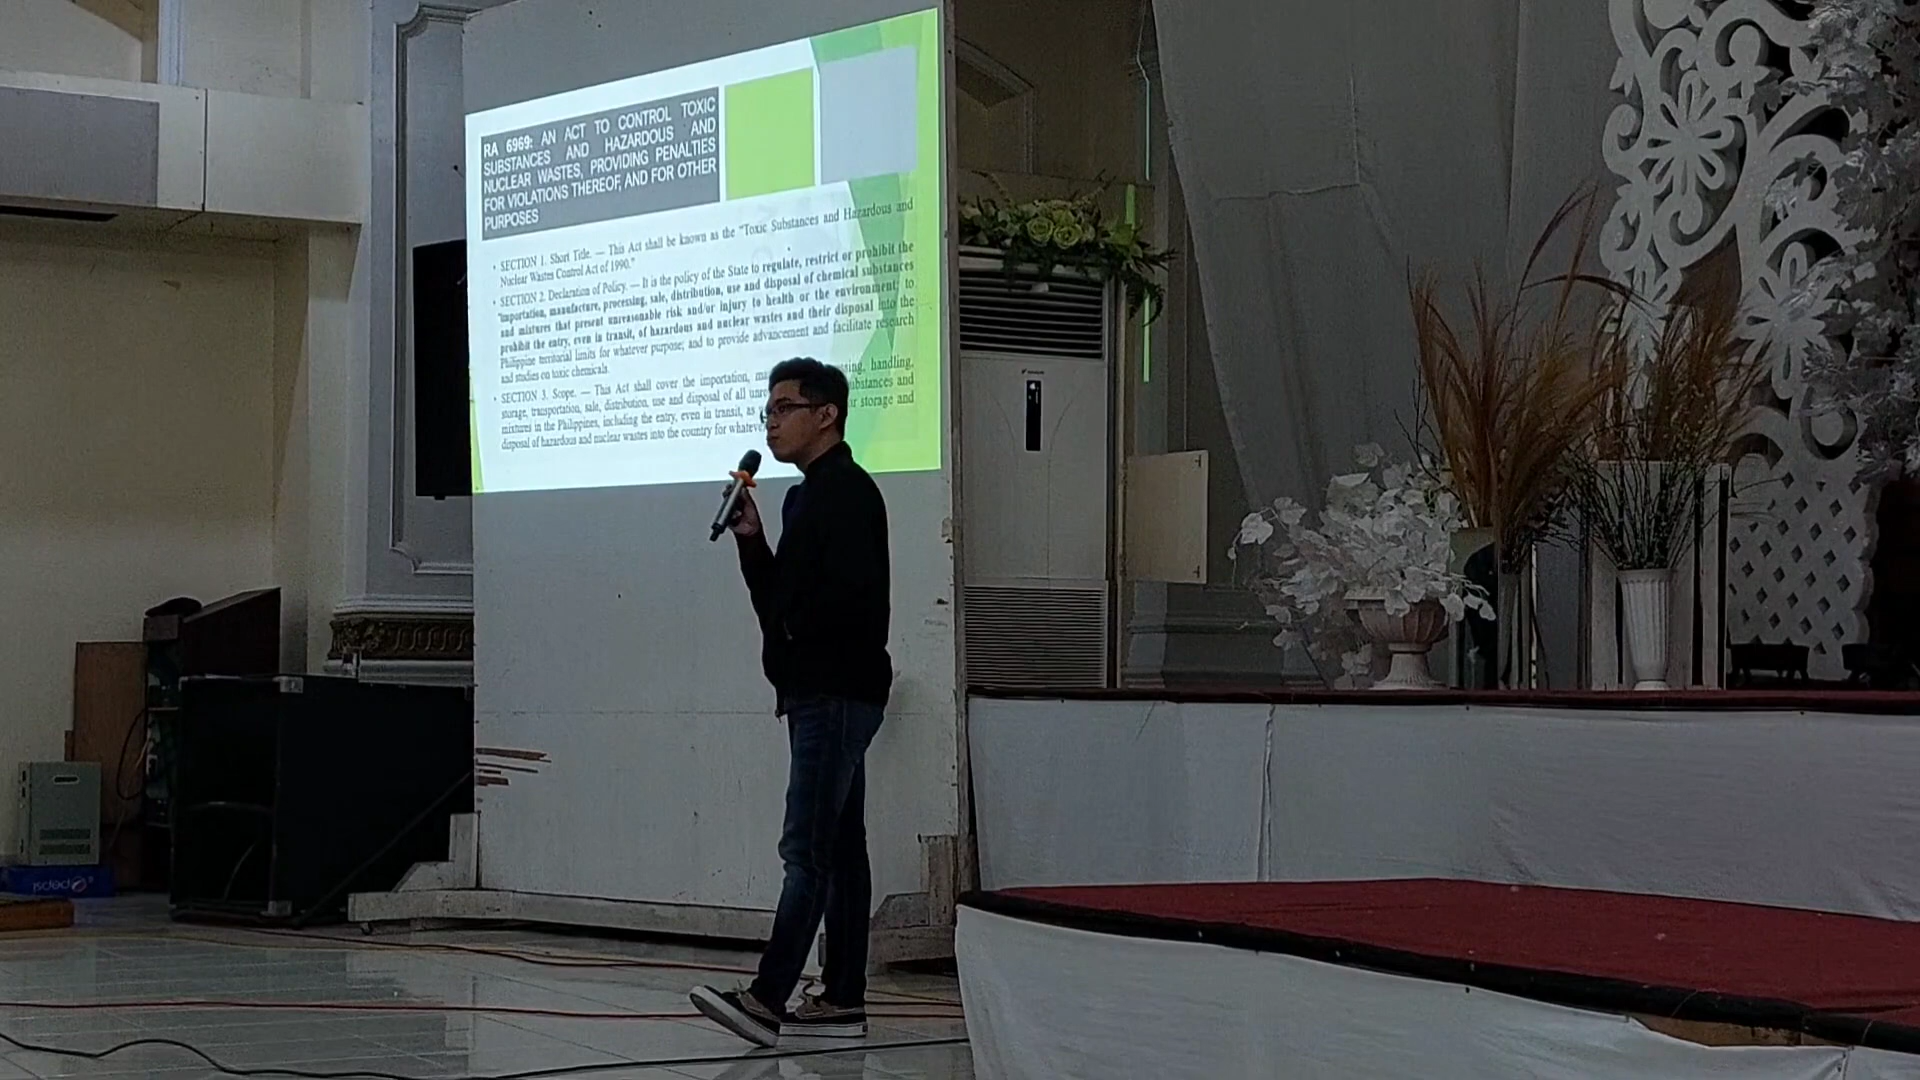 RA 6969: AN ACT TO CONTROL TOXIC
SUBSTANCES AND HAZARDOUS AND
NUCLEAR WASTES, PROVIDING PENALTIES
FOR VIOLATIONS THEREOF, AND FOR OTHER
PURPOSES
• SECTION 1. Short Title. — This Act shall be known as the "Toxic Substances and Hazardous and
Nuclear Wastes Control Act of 1990."
• SECTION 2. Declaration of Policy. — It is the policy of the State to regulate, restrict or prohibit the
importation, manufacture, processing, sale, distribution, use and disposal of chemical substances
and mixtures that present unreasonable risk and/or injury to health or the environment; to
prohibit the entry, even in transit, of hazardous and nuclear wastes and their disposal into the
Philippine territorial limits for whatever purpose; and to provide advancement and facilitate research
and studies on toxic chemicals.
• SECTION 3. Scope. — This Act shall cover the importation, handling,
storage, transportation, sale, distribution, use and disposal of all substances and
mixtures in the Philippines, including the entry, even in transit, as storage and
disposal of hazardous and nuclear wastes into the country for
pepsi